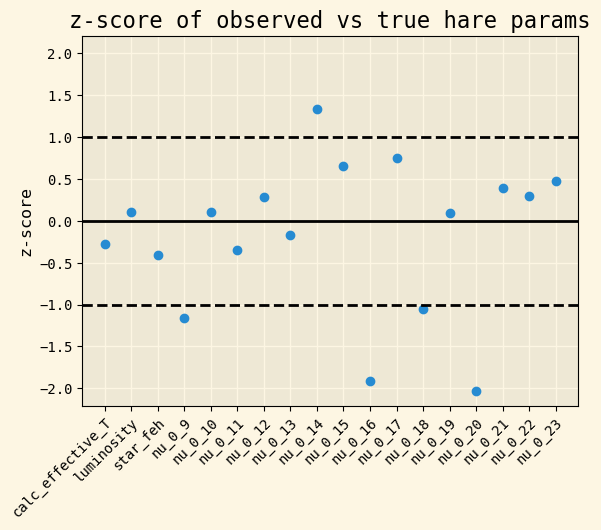 z-score of observed vs true hare params
z-score
2.0
1.5
1.0
0.5
0.0
−0.5
−1.0
−1.5
−2.0
calc_effective_T
luminosity
star_feh
nu_0_9
nu_0_10
nu_0_11
nu_0_12
nu_0_13
nu_0_14
nu_0_15
nu_0_16
nu_0_17
nu_0_18
nu_0_19
nu_0_20
nu_0_21
nu_0_22
nu_0_23